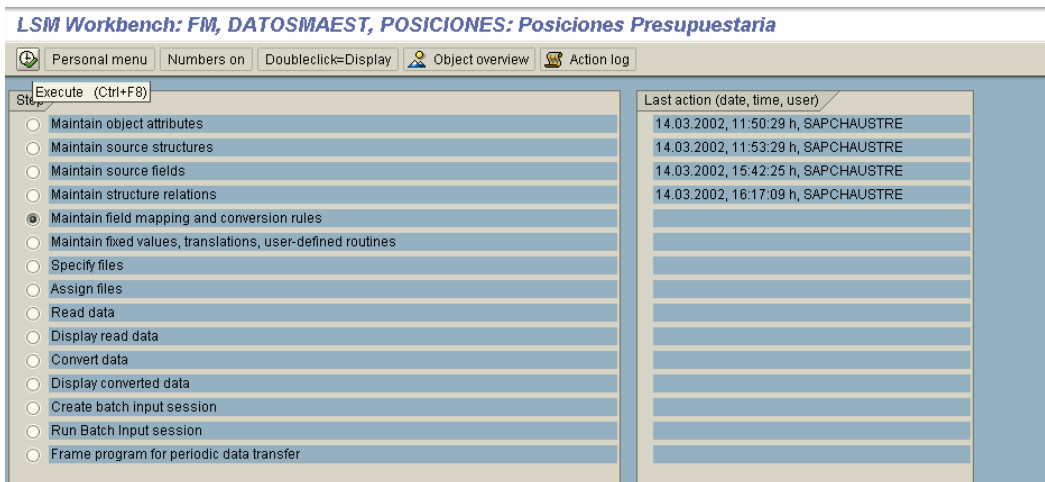 LSM Workbench: FM, DATOSMAEST, POSICIONES: Posiciones Presupuestaria
Personal menu Numbers on Doubleclick=Display Object overview Action log
Execute (Ctrl+F8)
Step Last action (date, time, user)
Maintain object attributes 14.03.2002, 11:50:29 h, SAPCHAUSTRE
Maintain source structures 14.03.2002, 11:53:29 h, SAPCHAUSTRE
Maintain source fields 14.03.2002, 15:42:25 h, SAPCHAUSTRE
Maintain structure relations 14.03.2002, 16:17:09 h, SAPCHAUSTRE
Maintain field mapping and conversion rules
Maintain fixed values, translations, user-defined routines
Specify files
Assign files
Read data
Display read data
Convert data
Display converted data
Create batch input session
Run Batch Input session
Frame program for periodic data transfer